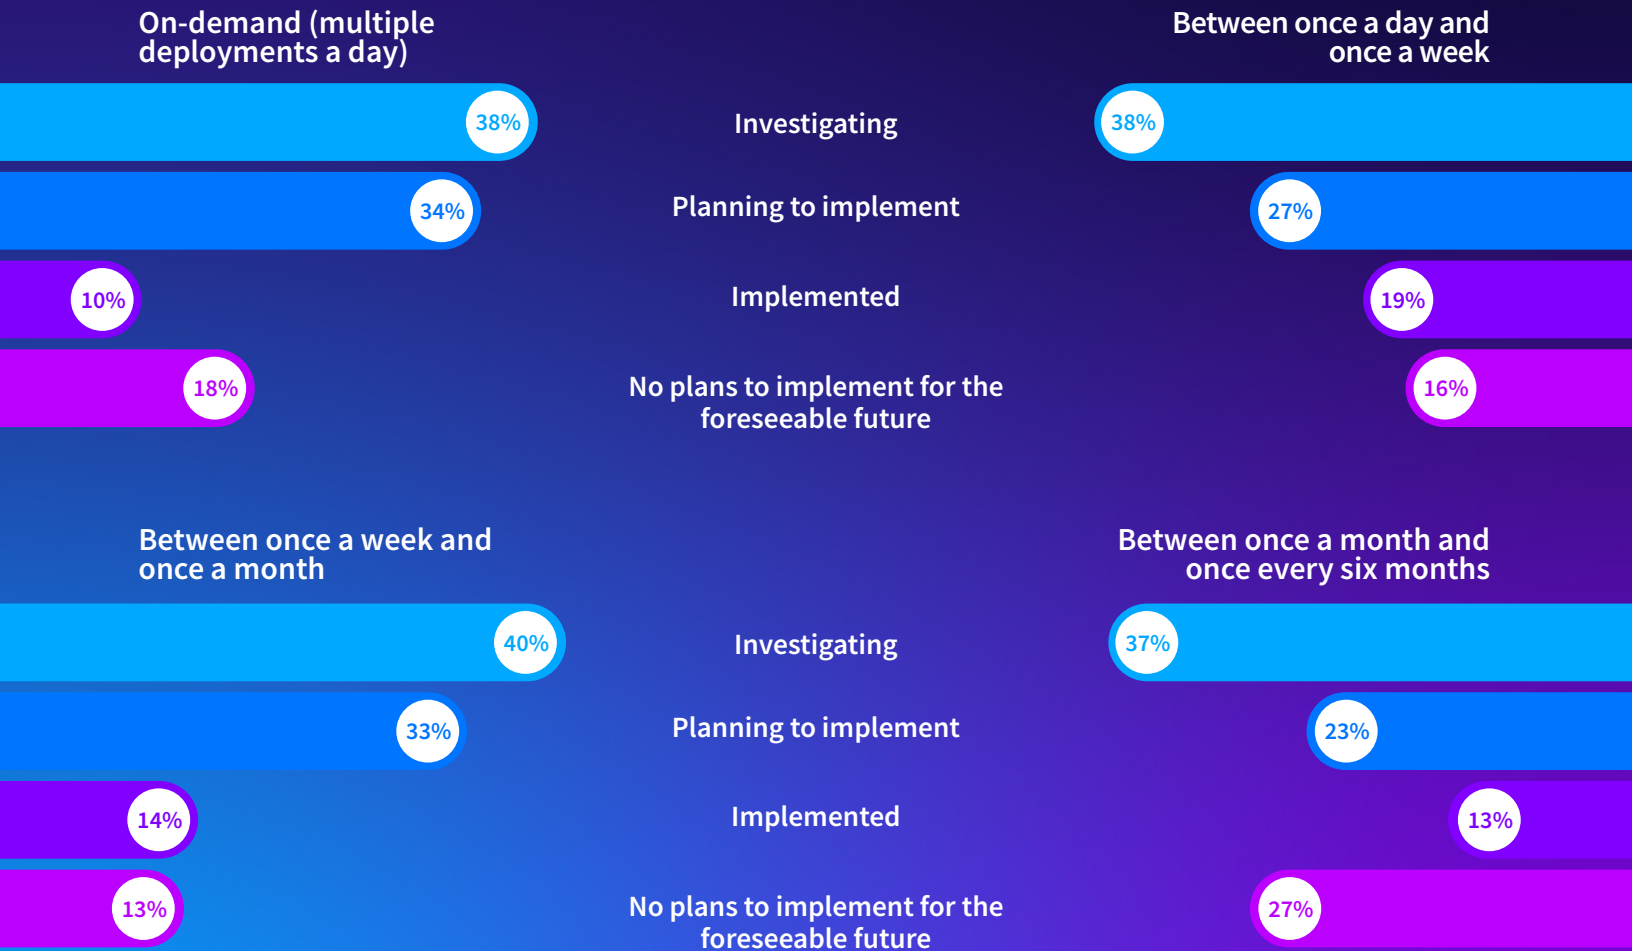 On-demand (multiple
deployments a day)
Between once a day and
once a week
38%
Investigating
38%
34%
Planning to implement
27%
10%
Implemented
19%
18%
No plans to implement for the
foreseeable future
16%
Between once a week and
once a month
Between once a month and
once every six months
40%
Investigating
37%
33%
Planning to implement
23%
14%
Implemented
13%
13%
No plans to implement for the
foreseeable future
27%